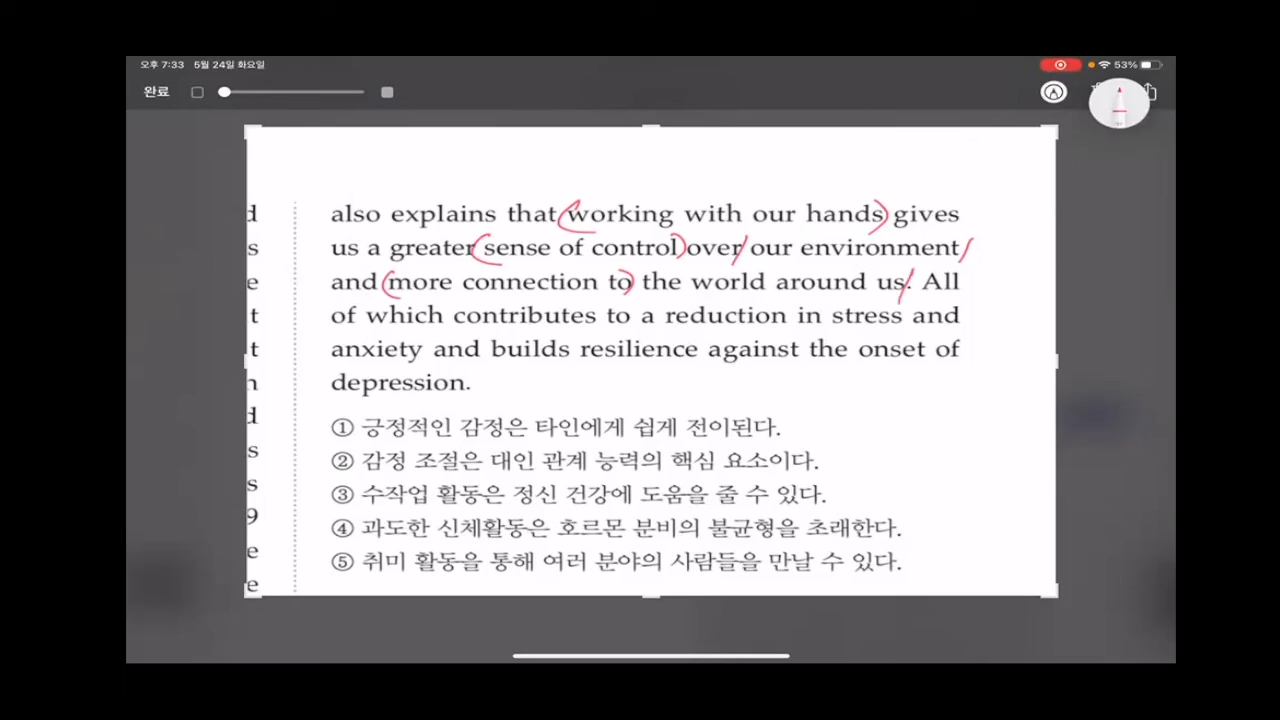 오후 7:33 5월 24일 화요일
53%
완료
also explains that working with our hands gives
us a greater sense of control over our environment
and more connection to the world around us. All
of which contributes to a reduction in stress and
anxiety and builds resilience against the onset of
depression.
① 긍정적인 감정은 타인에게 쉽게 전이된다.
② 감정 조절은 대인 관계 능력의 핵심 요소이다.
③ 수작업 활동은 정신 건강에 도움을 줄 수 있다.
④ 과도한 신체활동은 호르몬 분비의 불균형을 초래한다.
⑤ 취미 활동을 통해 여러 분야의 사람들을 만날 수 있다.